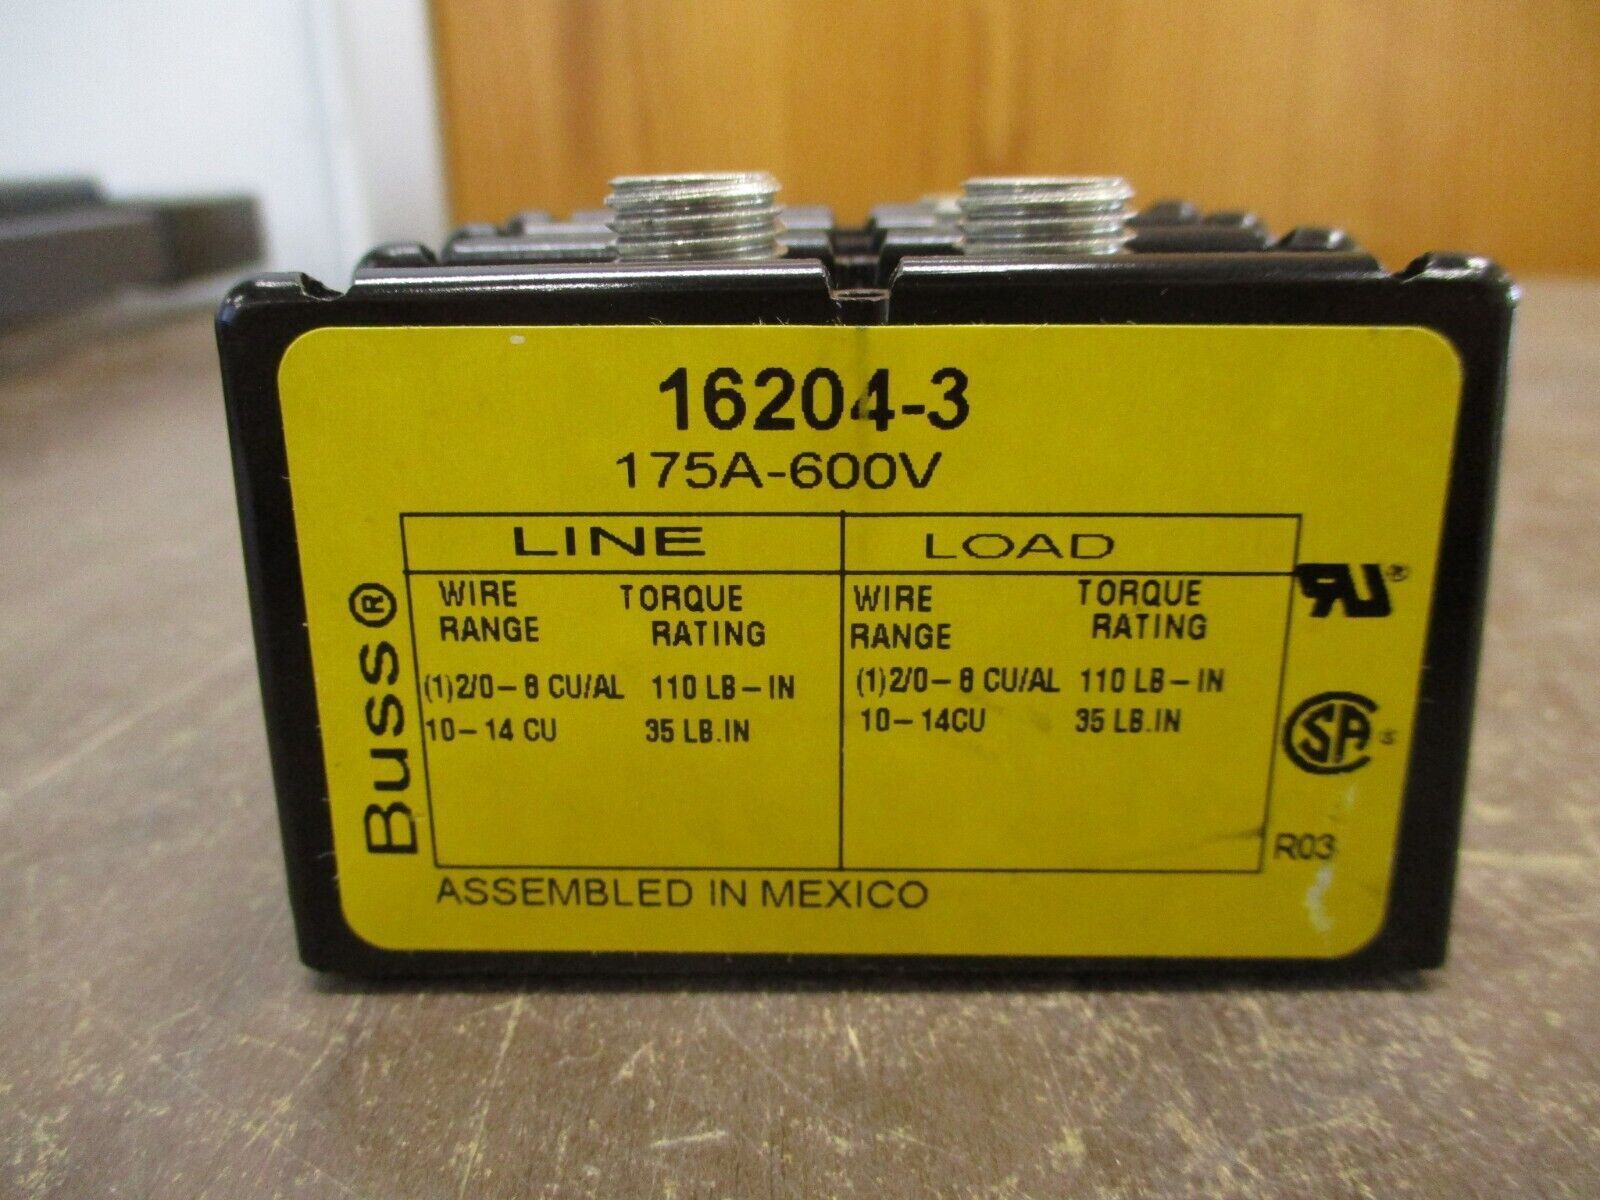 16204-3
175A-600V
LINE LOAD
WIRE TORQUE WIRE TORQUE
RANGE RATING RANGE RATING
(1)2/0-8 CU/AL 110 LB-IN (1)2/0-8 CU/AL 110 LB-IN
10-14 CU 35 LB.IN 10-14CU 35 LB.IN
Buss®
RU®
CSA
R03
ASSEMBLED IN MEXICO